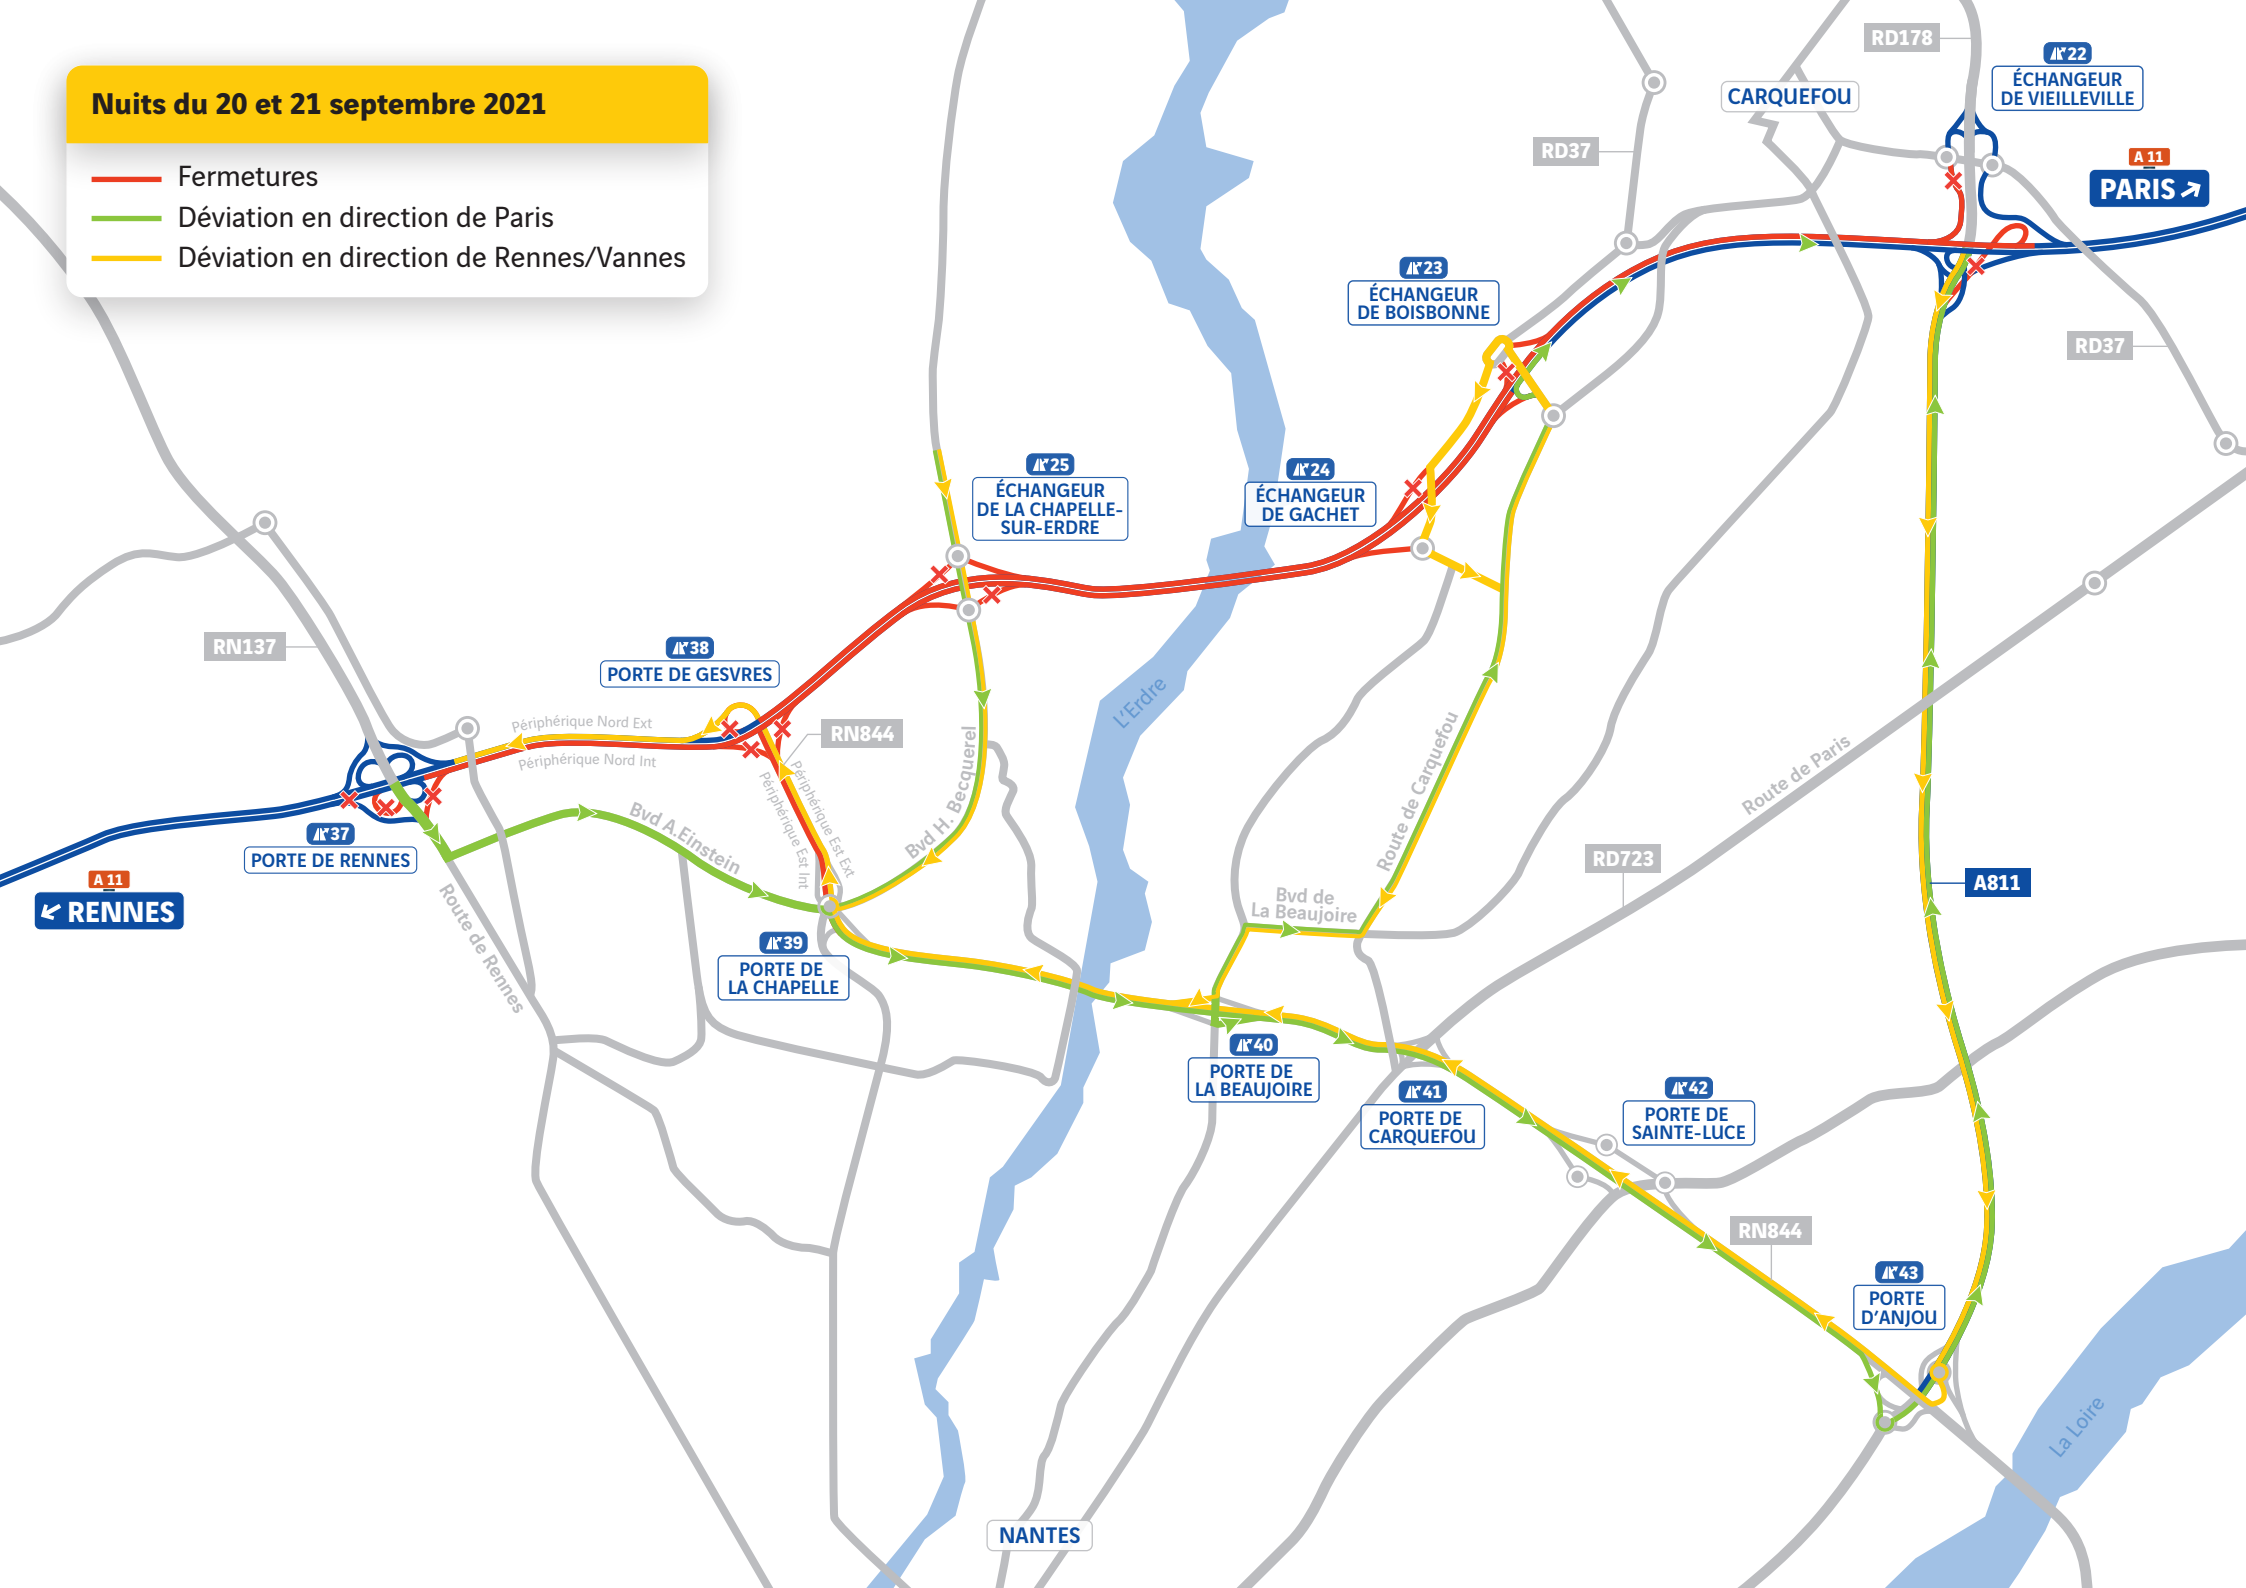 Nuits du 20 et 21 septembre 2021
Fermetures
Déviation en direction de Paris
Déviation en direction de Rennes/Vannes
RD178
22
ÉCHANGEUR
DE VIEILLEVILLE
CARQUEFOU
RD37
A 11
PARIS
23
ÉCHANGEUR
DE BOISBONNE
RD37
25
ÉCHANGEUR
DE LA CHAPELLE-
SUR-ERDRE
24
ÉCHANGEUR
DE GACHET
RN137
38
PORTE DE GESVRES
Périphérique Nord Ext
Périphérique Nord Int
RN844
L'Erdre
Périphérique Est Ext
Périphérique Est Int
Bvd H. Becquerel
Route de Carquefou
Route de Paris
37
PORTE DE RENNES
Bvd A.Einstein
A 11
RENNES
Route de Rennes
RD723
A811
Bvd de
La Beaujoire
39
PORTE DE
LA CHAPELLE
40
PORTE DE
LA BEAUJOIRE
41
PORTE DE
CARQUEFOU
42
PORTE DE
SAINTE-LUCE
RN844
43
PORTE
D'ANJOU
La Loire
NANTES